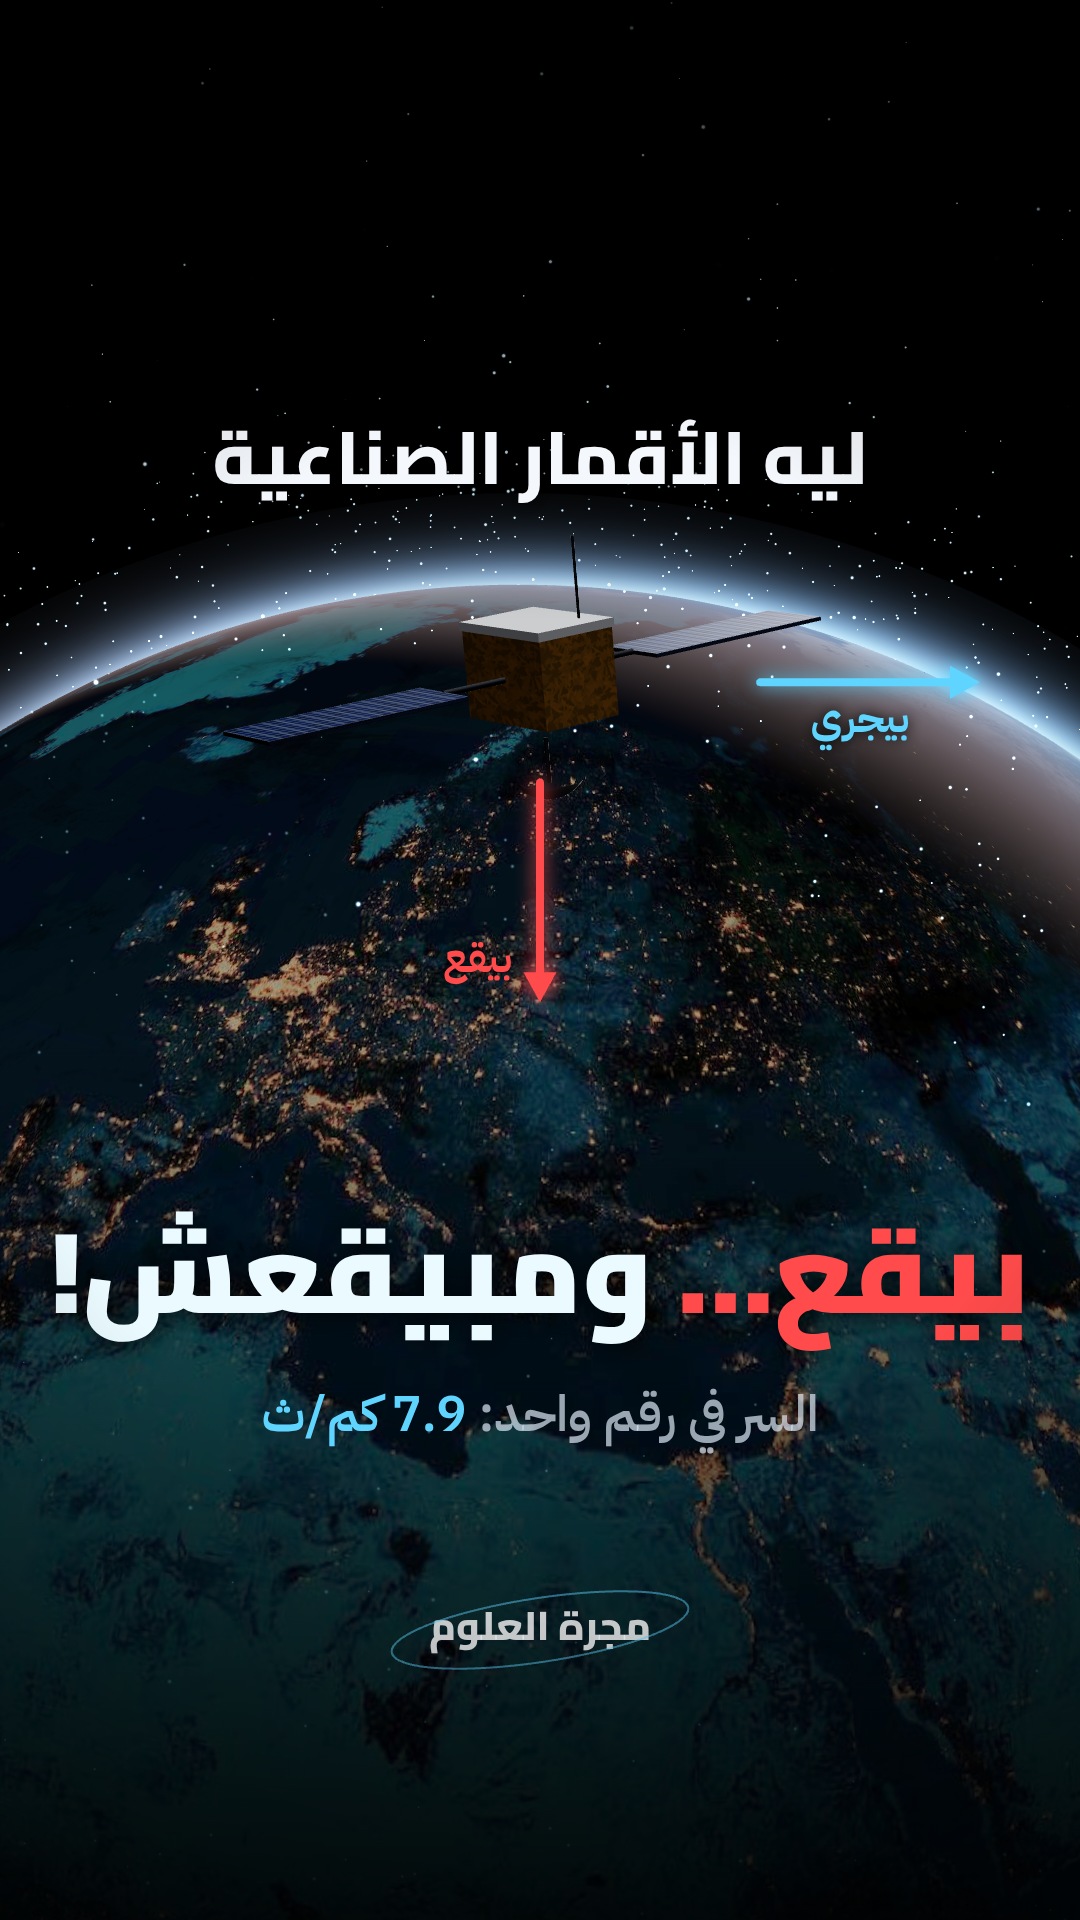 ليه الأقمار الصناعية
بيجري
بيقع
بيقع... ومبيقعش!
السر في رقم واحد: 7.9 كم/ث
مجرة العلوم